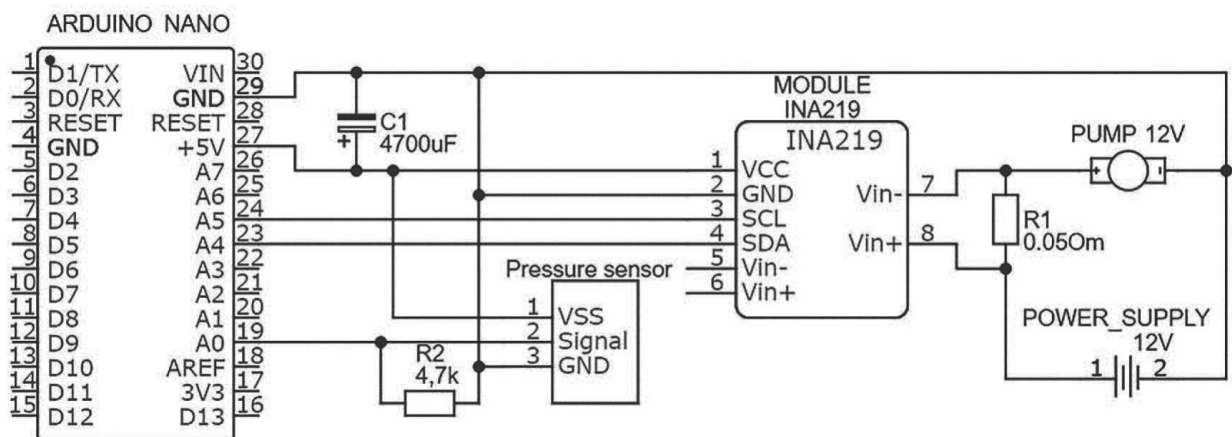 ARDUINO NANO
1 D1/TX VIN 30
2 D0/RX GND 29
3 RESET RESET 28
4 GND +5V 27
5 D2 A7 26
6 D3 A6 25
7 D4 A5 24
8 D5 A4 23
9 D6 A3 22
10 D7 A2 21
11 D8 A1 20
12 D9 A0 19
13 D10 AREF 18
14 D11 3V3 17
15 D12 D13 16
C1
4700uF
+
R2
4,7k
Pressure sensor
1 VSS
2 Signal
3 GND
MODULE
INA219
INA219
1 VCC
2 GND
3 SCL
4 SDA
5 Vin-
6 Vin+
Vin- 7
Vin+ 8
PUMP 12V
+ -
R1
0.05Om
POWER_SUPPLY
12V
1 2